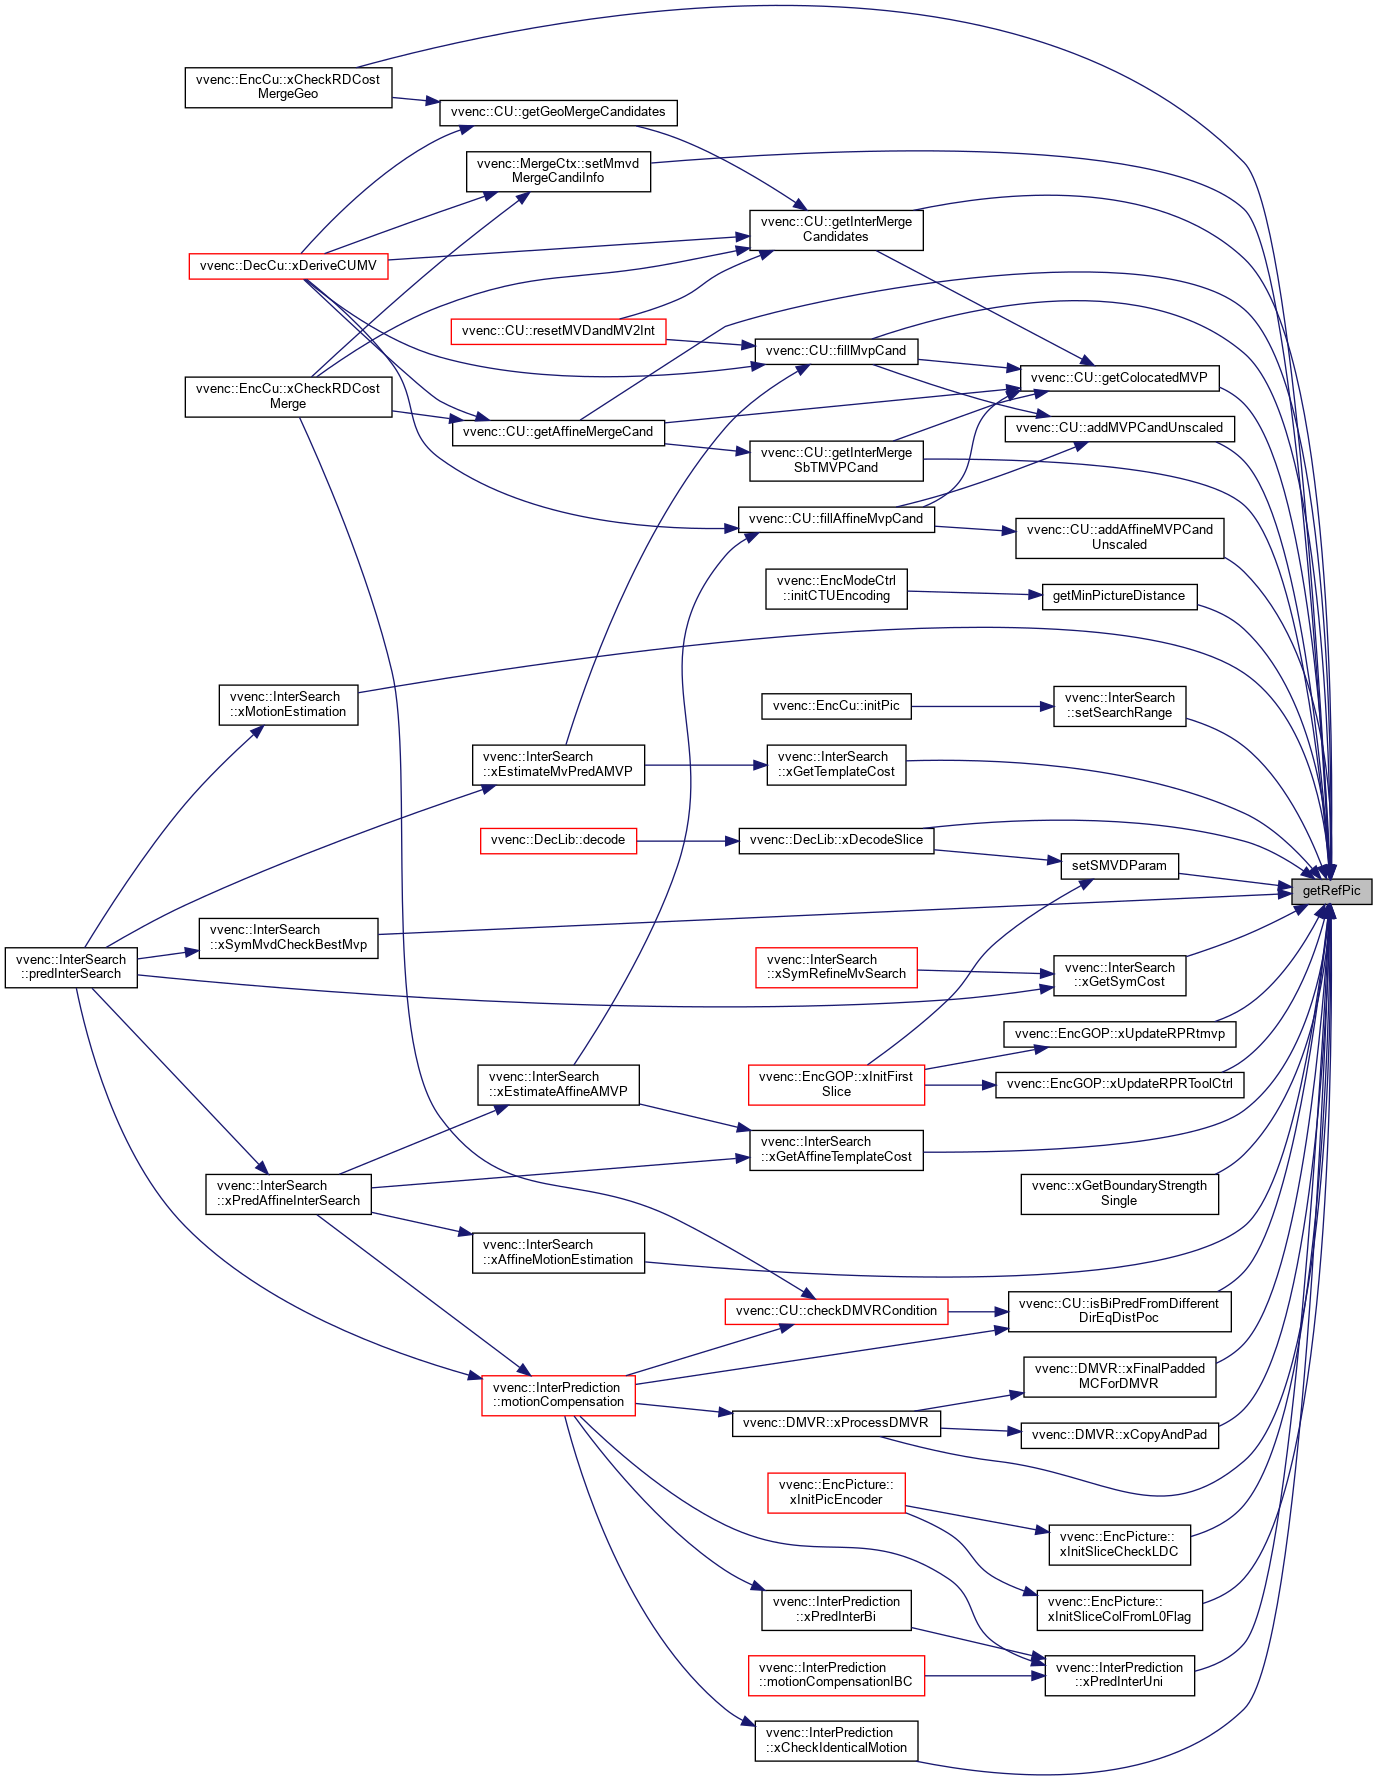 vvenc::EncCu::xCheckRDCost
MergeGeo
vvenc::CU::getGeoMergeCandidates
vvenc::MergeCtx::setMmvd
MergeCandiInfo
vvenc::CU::getInterMerge
Candidates
vvenc::DecCu::xDeriveCUMV
vvenc::CU::resetMVDandMV2Int
vvenc::CU::fillMvpCand
vvenc::CU::getColocatedMVP
vvenc::EncCu::xCheckRDCost
Merge
vvenc::CU::getAffineMergeCand
vvenc::CU::addMVPCandUnscaled
vvenc::CU::getInterMerge
SbTMVPCand
vvenc::CU::fillAffineMvpCand
vvenc::CU::addAffineMVPCand
Unscaled
vvenc::EncModeCtrl
::initCTUEncoding
getMinPictureDistance
vvenc::InterSearch
::xMotionEstimation
vvenc::EncCu::initPic
vvenc::InterSearch
::setSearchRange
vvenc::InterSearch
::xEstimateMvPredAMVP
vvenc::InterSearch
::xGetTemplateCost
vvenc::DecLib::decode
vvenc::DecLib::xDecodeSlice
setSMVDParam
getRefPic
vvenc::InterSearch
::xSymMvdCheckBestMvp
vvenc::InterSearch
::predInterSearch
vvenc::InterSearch
::xSymRefineMvSearch
vvenc::InterSearch
::xGetSymCost
vvenc::EncGOP::xUpdateRPRtmvp
vvenc::EncGOP::xInitFirst
Slice
vvenc::EncGOP::xUpdateRPRToolCtrl
vvenc::InterSearch
::xEstimateAffineAMVP
vvenc::InterSearch
::xGetAffineTemplateCost
vvenc::InterSearch
::xPredAffineInterSearch
vvenc::xGetBoundaryStrength
Single
vvenc::InterSearch
::xAffineMotionEstimation
vvenc::CU::checkDMVRCondition
vvenc::CU::isBiPredFromDifferent
DirEqDistPoc
vvenc::InterPrediction
::motionCompensation
vvenc::DMVR::xFinalPadded
MCForDMVR
vvenc::DMVR::xProcessDMVR
vvenc::DMVR::xCopyAndPad
vvenc::EncPicture::
xInitPicEncoder
vvenc::EncPicture::
xInitSliceCheckLDC
vvenc::InterPrediction
::xPredInterBi
vvenc::EncPicture::
xInitSliceColFromL0Flag
vvenc::InterPrediction
::motionCompensationIBC
vvenc::InterPrediction
::xPredInterUni
vvenc::InterPrediction
::xCheckIdenticalMotion